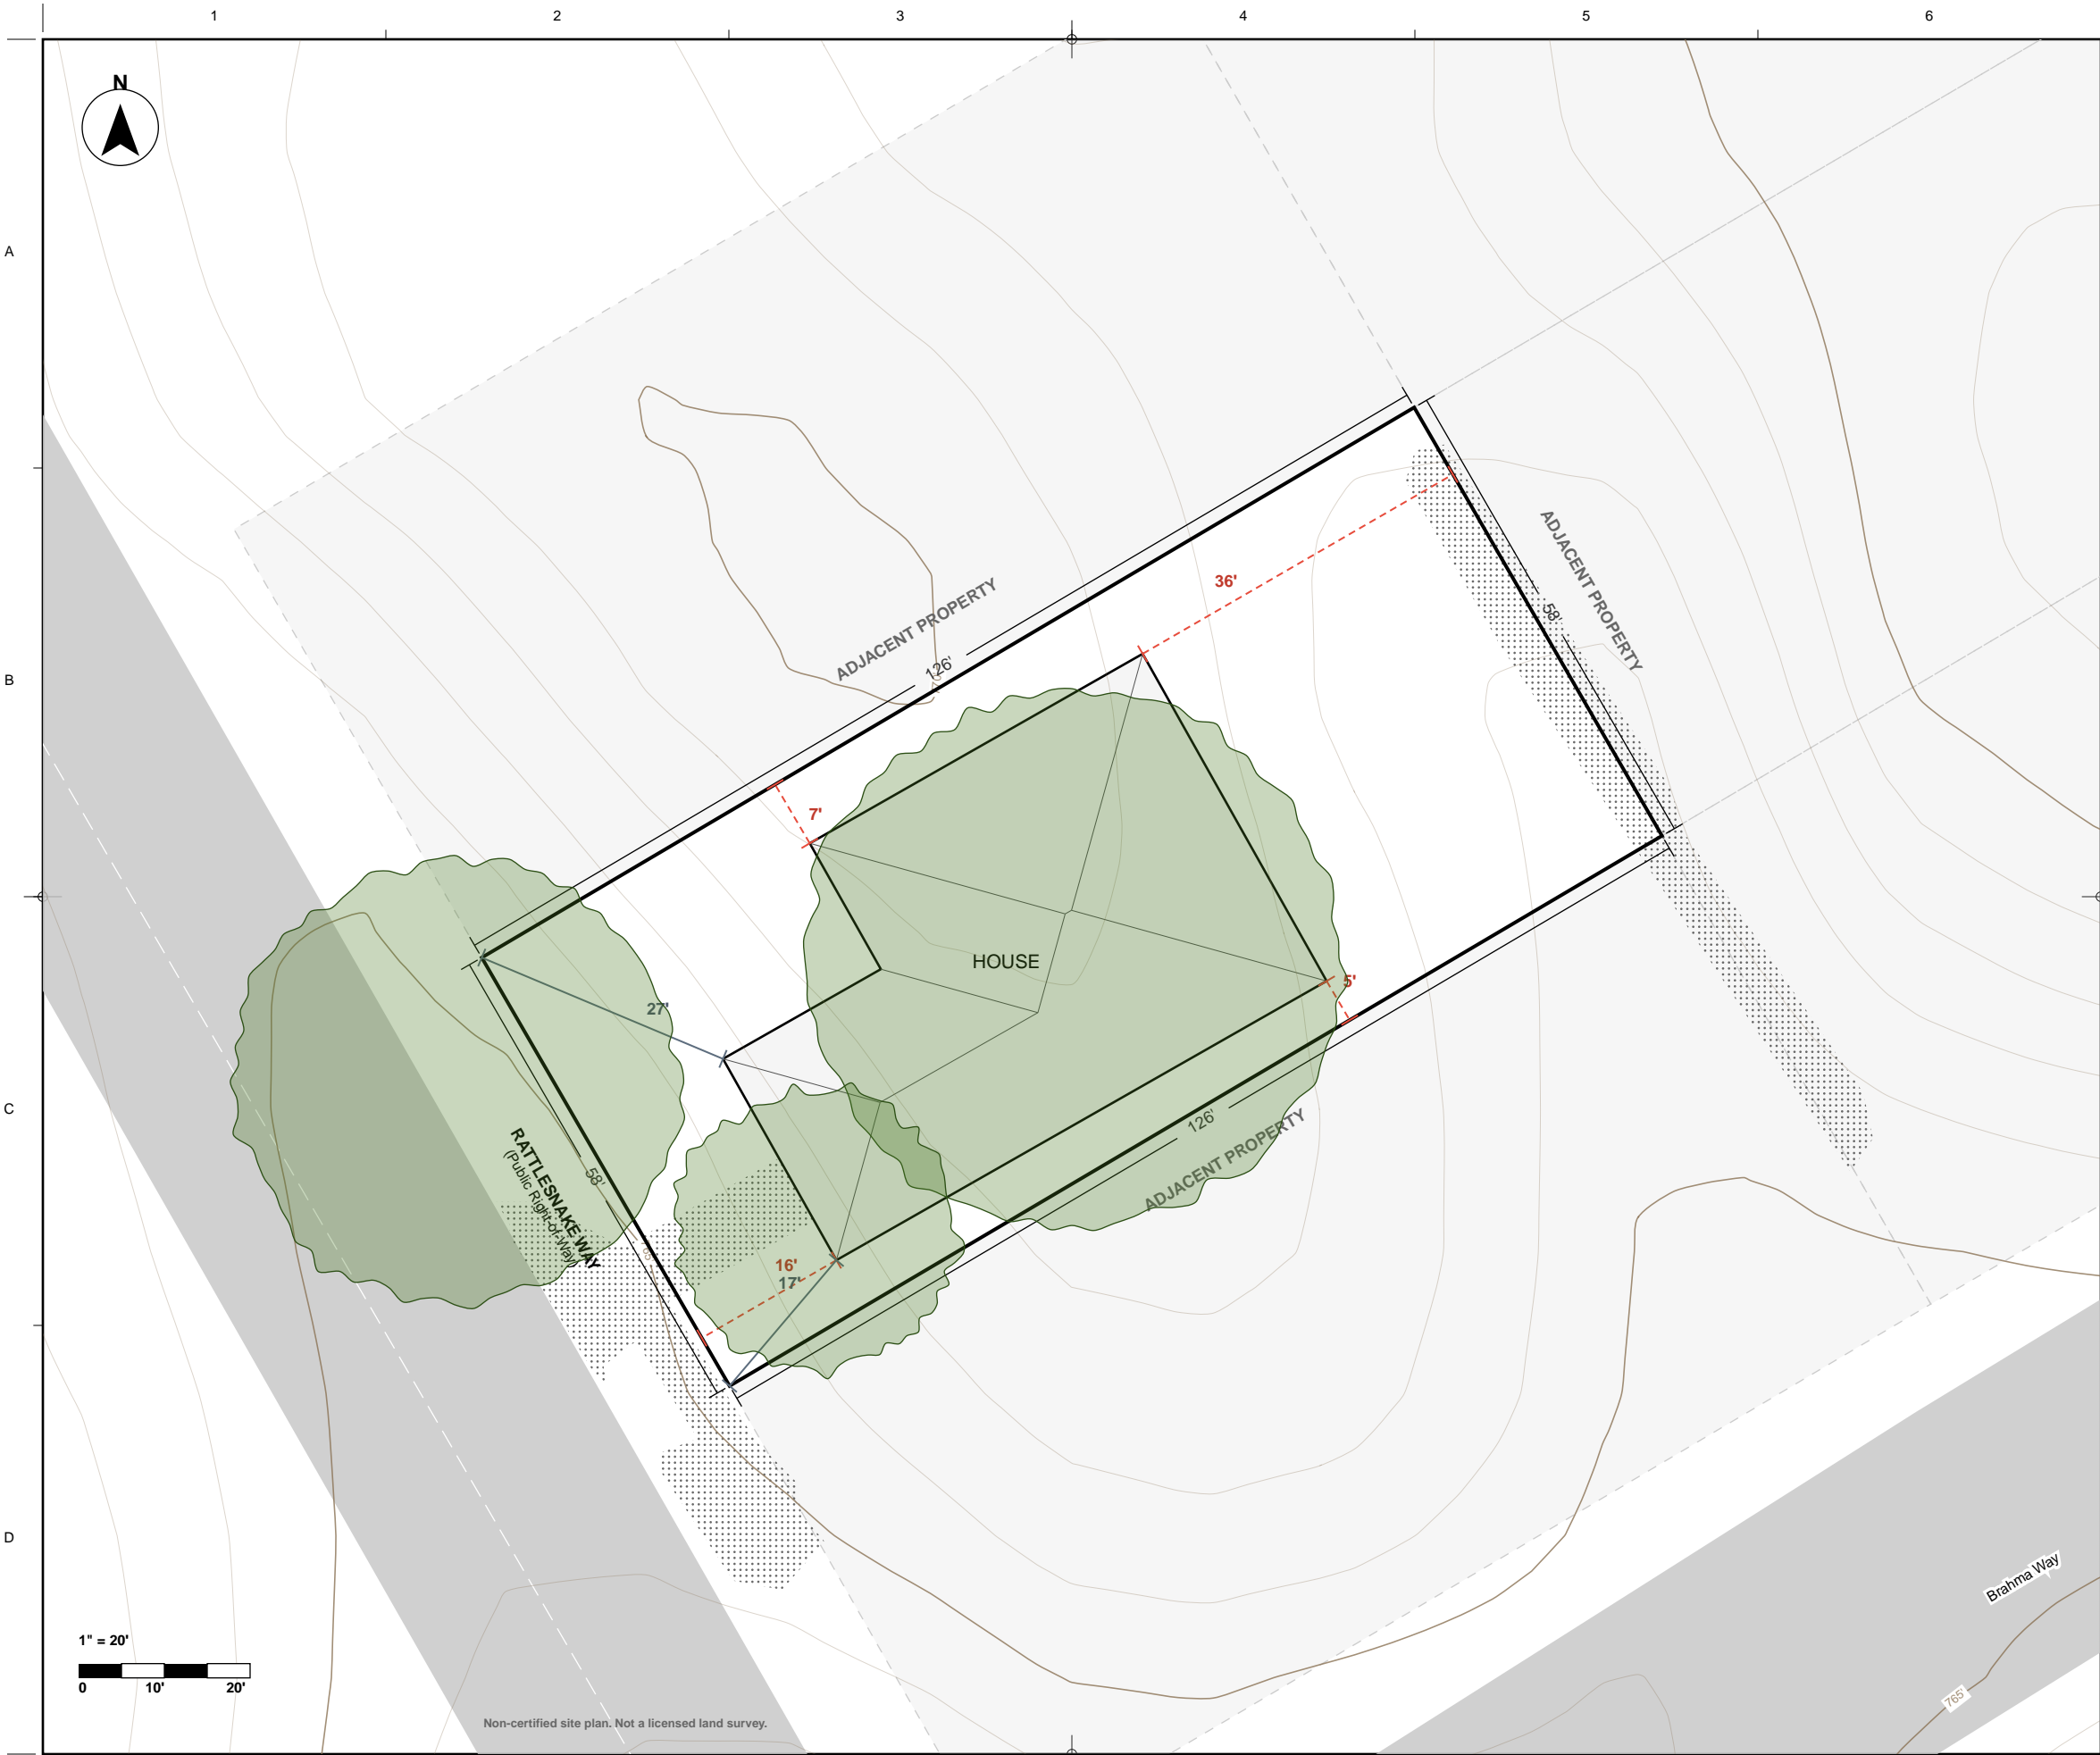 1 2 3 4 5 6
N
A
ADJACENT PROPERTY
36'
ADJACENT PROPERTY
58'
126'
B
7'
HOUSE
5'
27'
C
126'
ADJACENT PROPERTY
RATTLESNAKE WAY
(Public Right-of-Way)
58'
16'
17'
D
Brahma Way
1" = 20'
0 10' 20'
765'
Non-certified site plan. Not a licensed land survey.